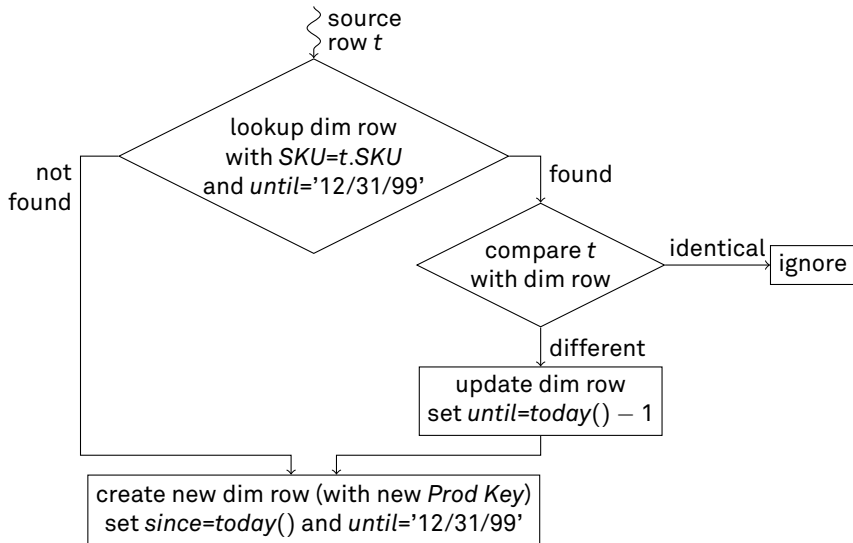 source
row t
lookup dim row
with SKU=t.SKU
and until='12/31/99'
not
found
found
compare t
with dim row
identical
ignore
different
update dim row
set until=today() − 1
create new dim row (with new Prod Key)
set since=today() and until='12/31/99'